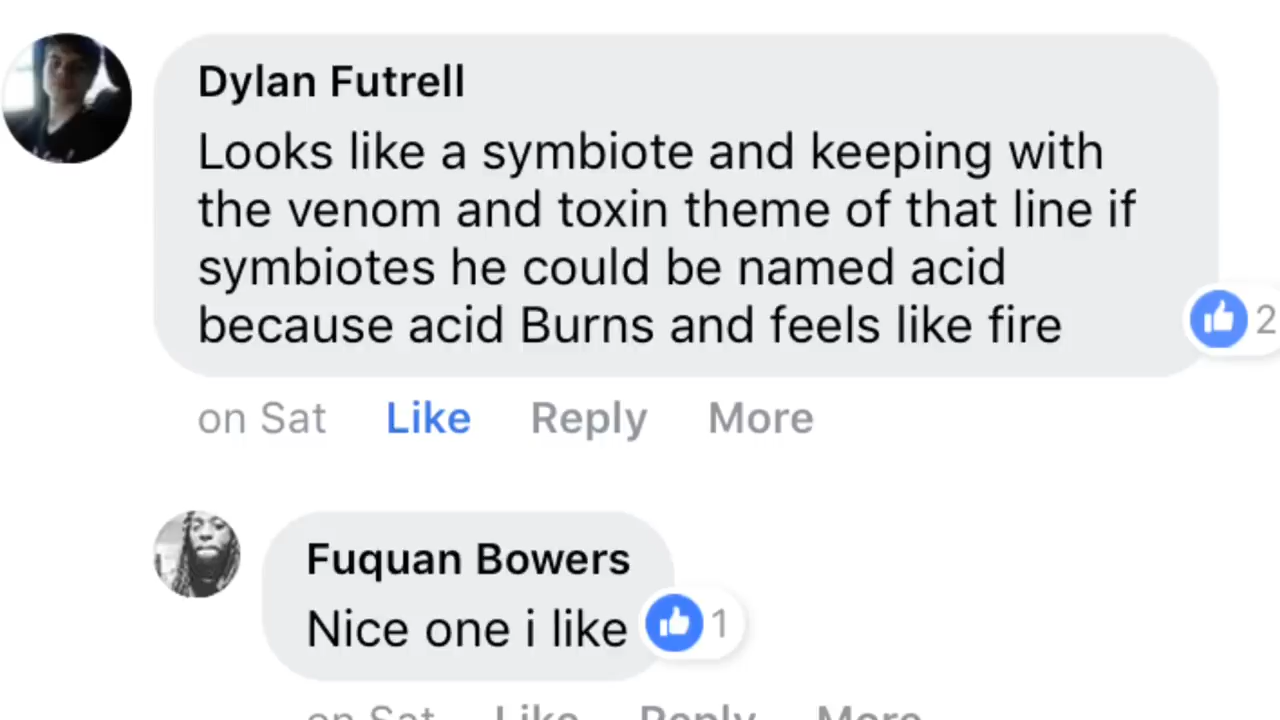 Dylan Futrell
Looks like a symbiote and keeping with
the venom and toxin theme of that line if
symbiotes he could be named acid
because acid Burns and feels like fire
2
on Sat Like Reply More
Fuquan Bowers
Nice one i like
1
on Sat Like Reply More